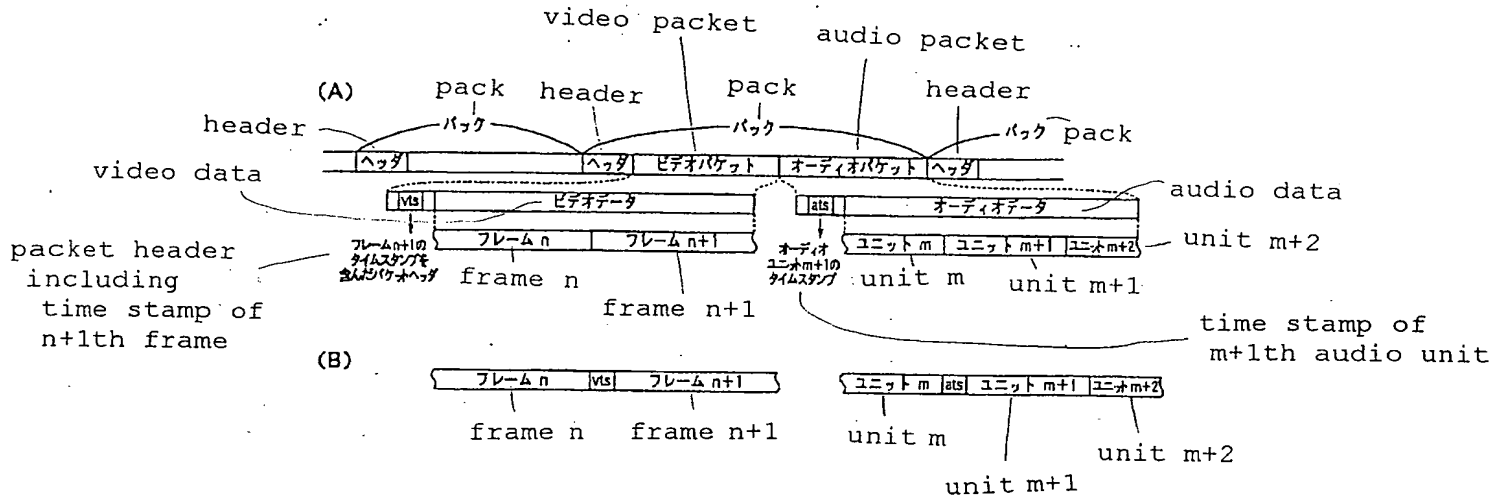 video packet
audio packet
(A)
pack
header
pack
header
header
パック
パック
パック
pack
ヘッダ
ヘッダ
ビデオパケット
オーディオパケット
ヘッダ
video data
audio data
vts
ビデオデータ
ats
オーディオデータ
packet header
including
time stamp of
n+1th frame
フレームn+1の
タイムスタンプを
含んだパケットヘッダ
フレーム n
フレーム n+1
オーディオ
ユニットm+1の
タイムスタンプ
ユニット m
ユニット m+1
ユニットm+2
unit m+2
frame n
frame n+1
unit m
unit m+1
time stamp of
m+1th audio unit
(B)
フレーム n
vts
フレーム n+1
ユニット m
ats
ユニット m+1
ユニットm+2
frame n
frame n+1
unit m
unit m+1
unit m+2